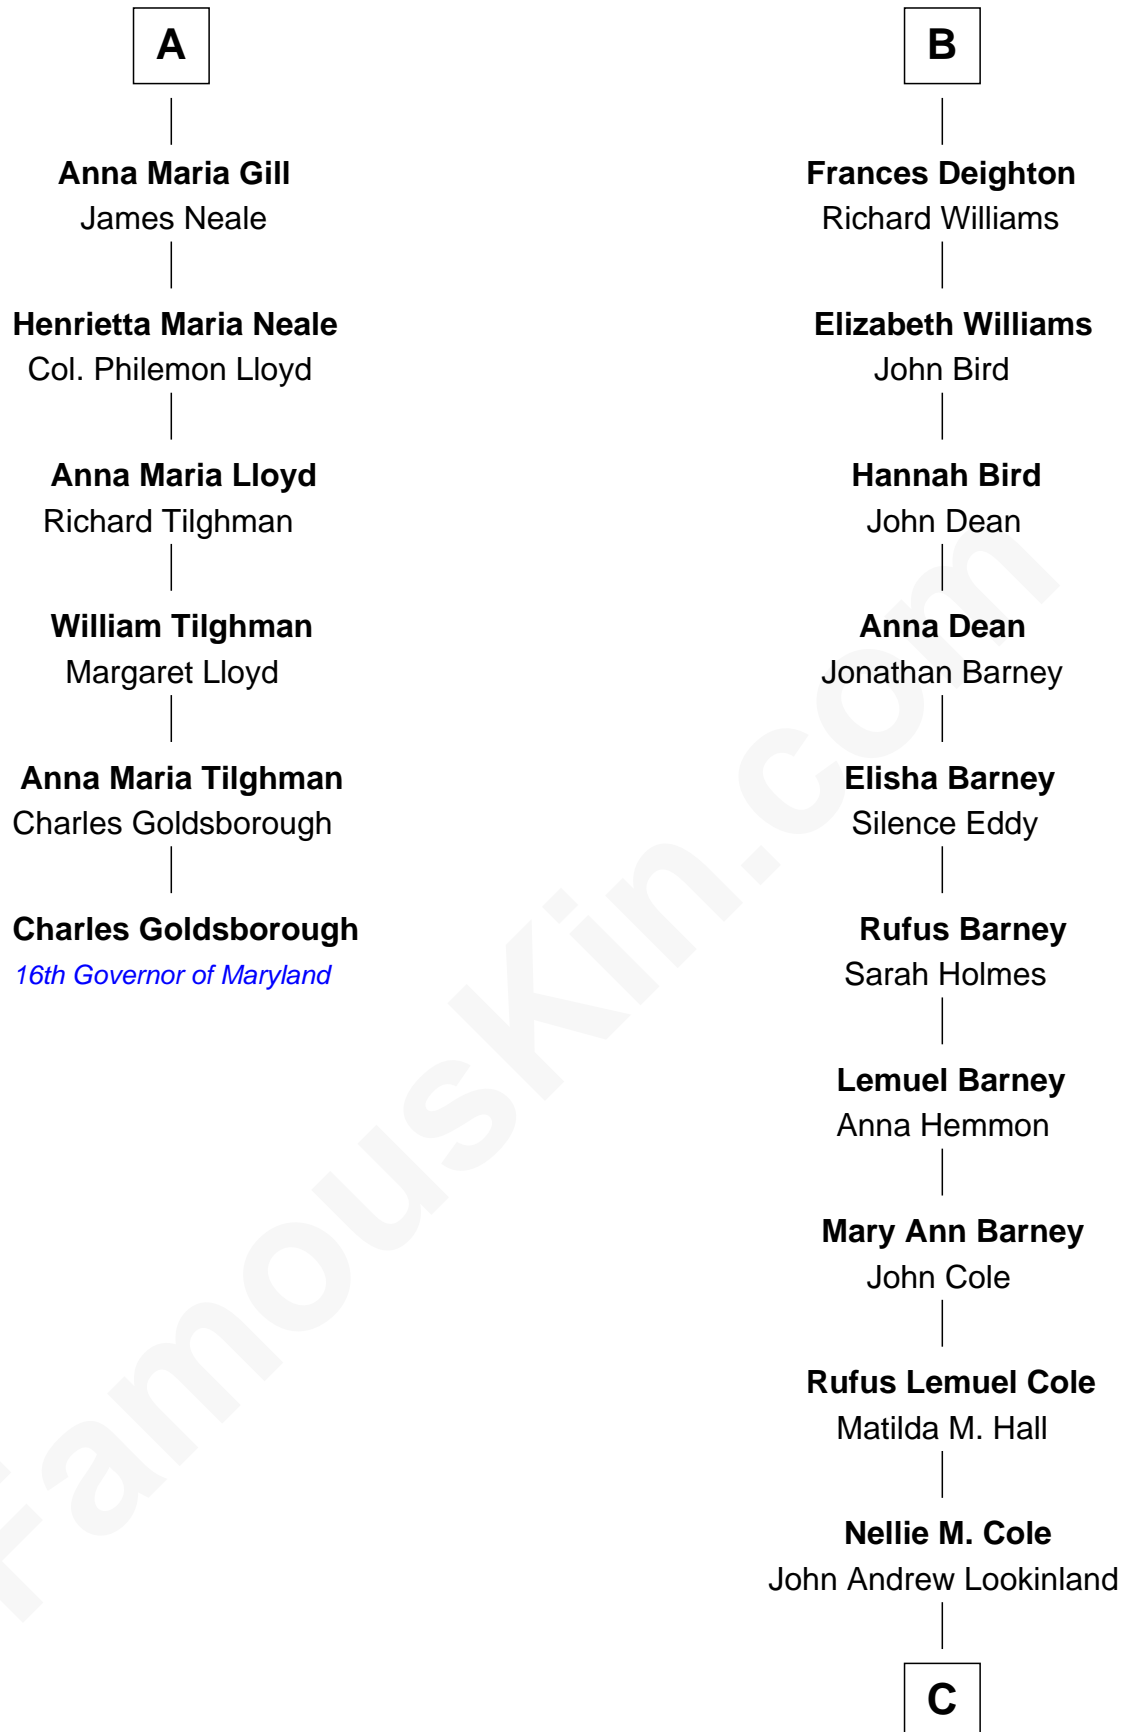 A
Anna Maria Gill
James Neale
Henrietta Maria Neale
Col. Philemon Lloyd
Anna Maria Lloyd
Richard Tilghman
William Tilghman
Margaret Lloyd
Anna Maria Tilghman
Charles Goldsborough
Charles Goldsborough
16th Governor of Maryland
B
Frances Deighton
Richard Williams
Elizabeth Williams
John Bird
Hannah Bird
John Dean
Anna Dean
Jonathan Barney
Elisha Barney
Silence Eddy
Rufus Barney
Sarah Holmes
Lemuel Barney
Anna Hemmon
Mary Ann Barney
John Cole
Rufus Lemuel Cole
Matilda M. Hall
Nellie M. Cole
John Andrew Lookinland
C
FamousKin.com